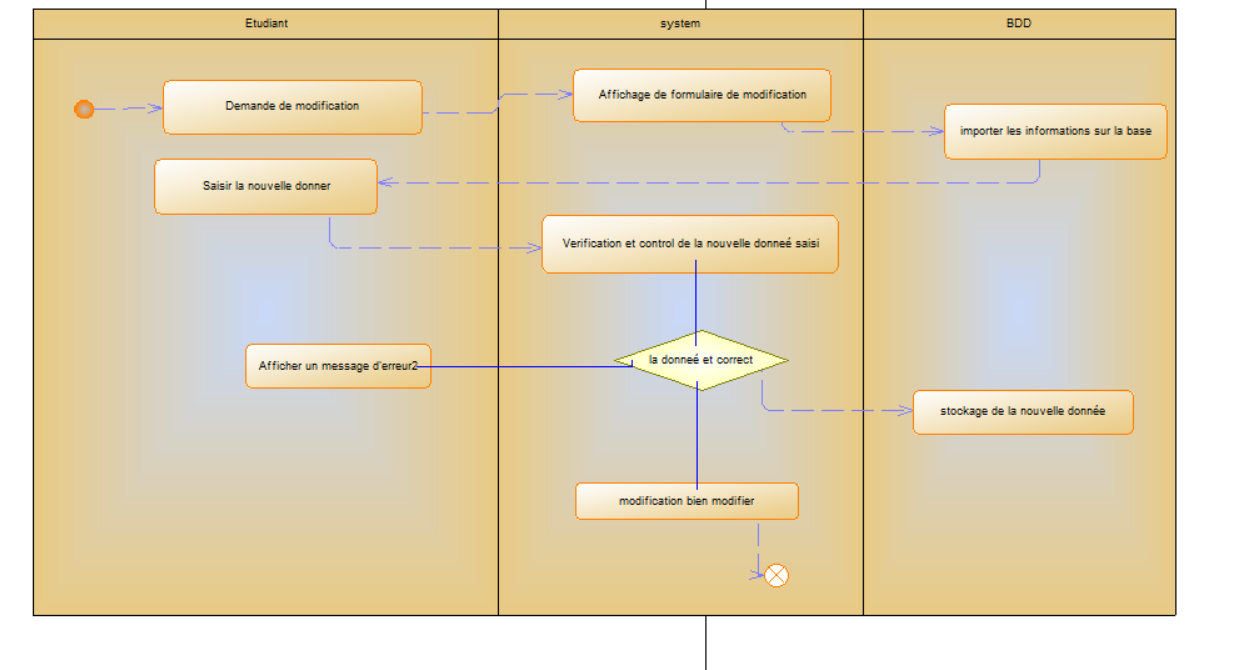 Etudiant
system
BDD
Demande de modification
Affichage de formulaire de modification
importer les informations sur la base
Saisir la nouvelle donner
Verification et control de la nouvelle donneé saisi
la donneé et correct
Afficher un message d'erreur2
stockage de la nouvelle donnée
modification bien modifier